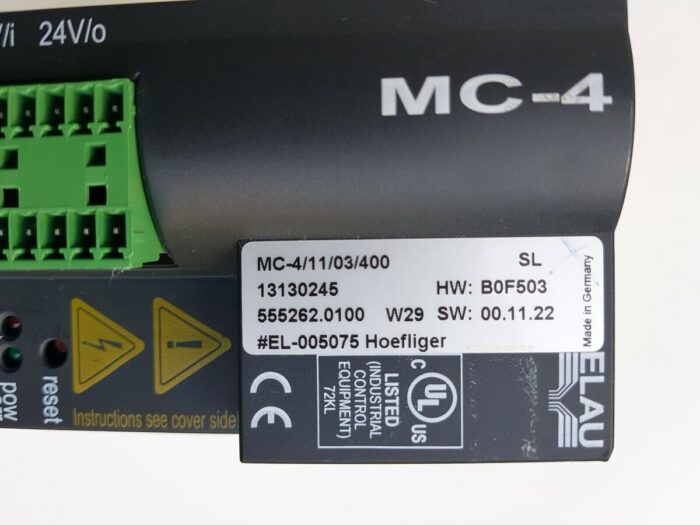 /i 24V/o
MC-4
MC-4/11/03/400 SL
13130245 HW: B0F503
555262.0100 W29 SW: 00.11.22
#EL-005075 Hoefliger
Made in Germany
pow
reset
Instructions see cover side
CE
LISTED
(INDUSTRIAL
CONTROL
EQUIPMENT)
72KL
C UL US
ELAU